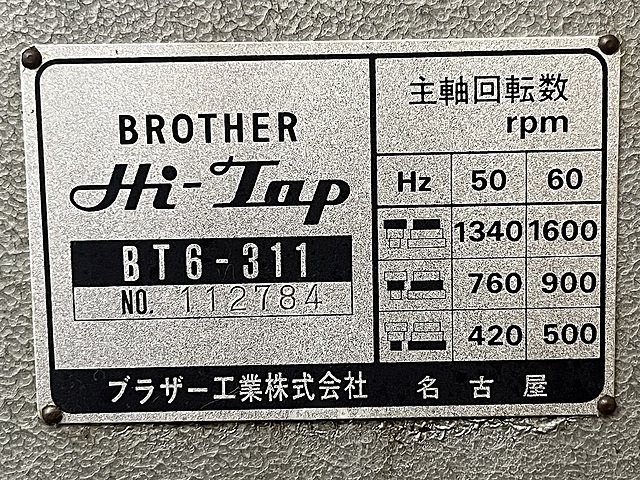 BROTHER
Hi-Tap
BT6-311
NO. 112784
主軸回転数
rpm
Hz 50 60
1340 1600
760 900
420 500
ブラザー工業株式会社 名古屋